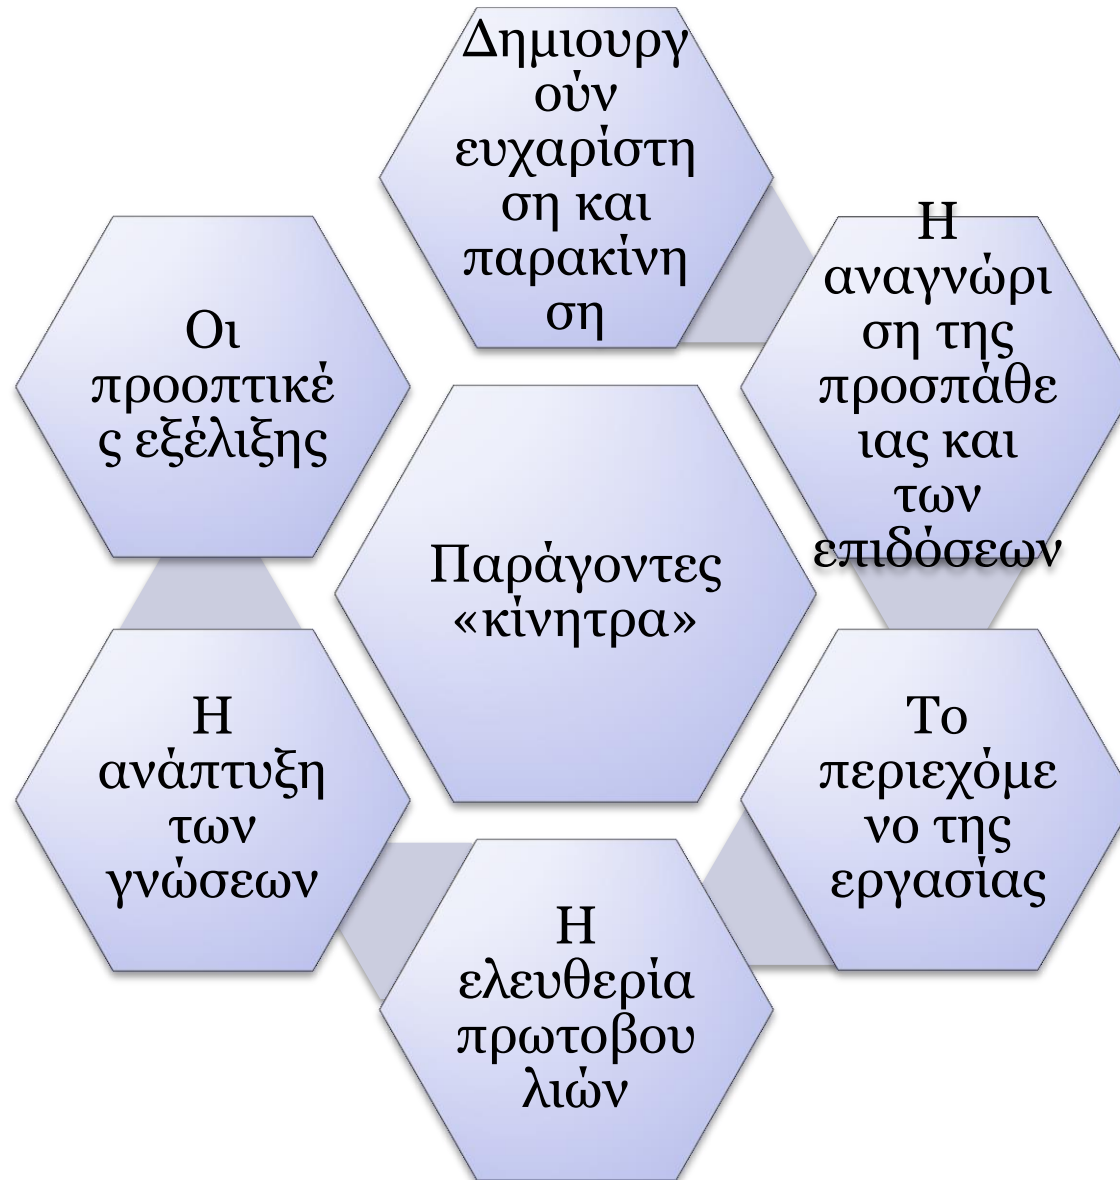 Δημιουργ
ούν
ευχαρίστη
ση και
παρακίνη
ση
Η
αναγνώρι
ση της
προσπάθε
ιας και
των
επιδόσεων
Το
περιεχόμε
νο της
εργασίας
Η
ελευθερία
πρωτοβου
λιών
Η
ανάπτυξη
των
γνώσεων
Οι
προοπτικέ
ς εξέλιξης
Παράγοντες
«κίνητρα»